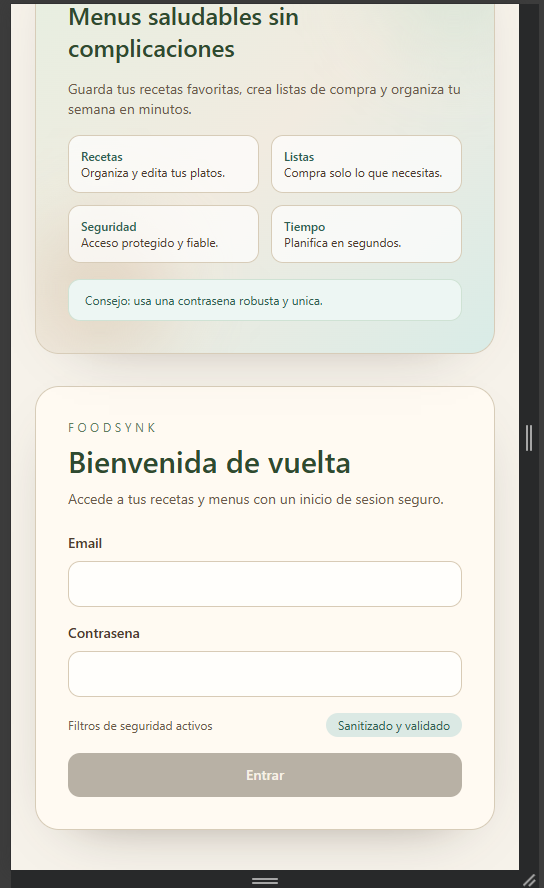 Menus saludables sin
complicaciones
Guarda tus recetas favoritas, crea listas de compra y organiza tu
semana en minutos.
Recetas
Organiza y edita tus platos.
Listas
Compra solo lo que necesitas.
Seguridad
Acceso protegido y fiable.
Tiempo
Planifica en segundos.
Consejo: usa una contrasena robusta y unica.
FOODSYNK
Bienvenida de vuelta
Accede a tus recetas y menus con un inicio de sesion seguro.
Email
Contrasena
Filtros de seguridad activos
Sanitizado y validado
Entrar